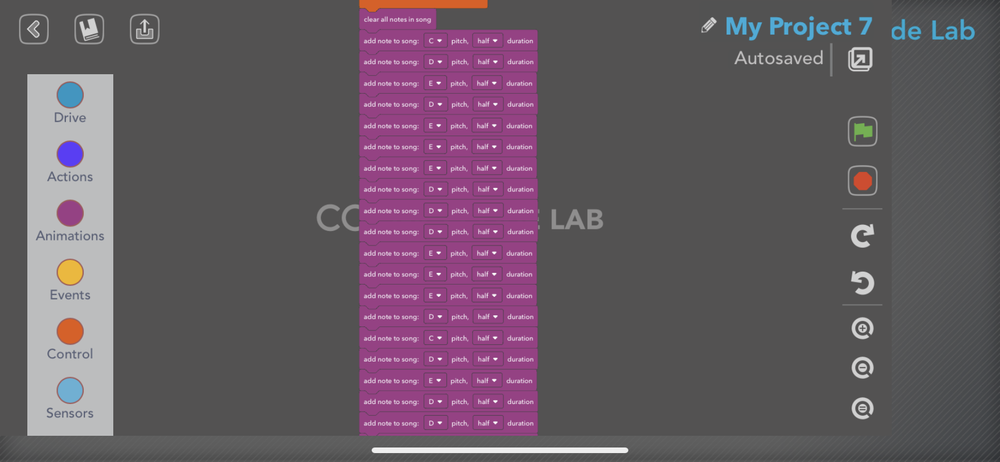 clear all notes in song
My Project 7
de Lab
Autosaved
add note to song: C pitch, half duration
add note to song: D pitch, half duration
add note to song: E pitch, half duration
add note to song: D pitch, half duration
add note to song: E pitch, half duration
add note to song: E pitch, half duration
add note to song: E pitch, half duration
add note to song: D pitch, half duration
add note to song: D pitch, half duration
add note to song: D pitch, half duration
add note to song: E pitch, half duration
add note to song: E pitch, half duration
add note to song: E pitch, half duration
add note to song: D pitch, half duration
add note to song: C pitch, half duration
add note to song: D pitch, half duration
add note to song: E pitch, half duration
add note to song: D pitch, half duration
add note to song: D pitch, half duration
Drive
Actions
Animations
Events
Control
Sensors
LAB